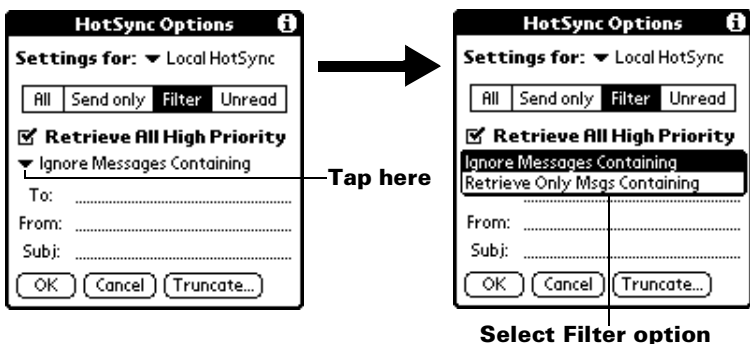 HotSync Options
Settings for: Local HotSync
All Send only Filter Unread
Retrieve All High Priority
Ignore Messages Containing
To:
From:
Subj:
OK Cancel Truncate...
Tap here
HotSync Options
Settings for: Local HotSync
All Send only Filter Unread
Retrieve All High Priority
Ignore Messages Containing
Retrieve Only Msgs Containing
From:
Subj:
OK Cancel Truncate...
Select Filter option